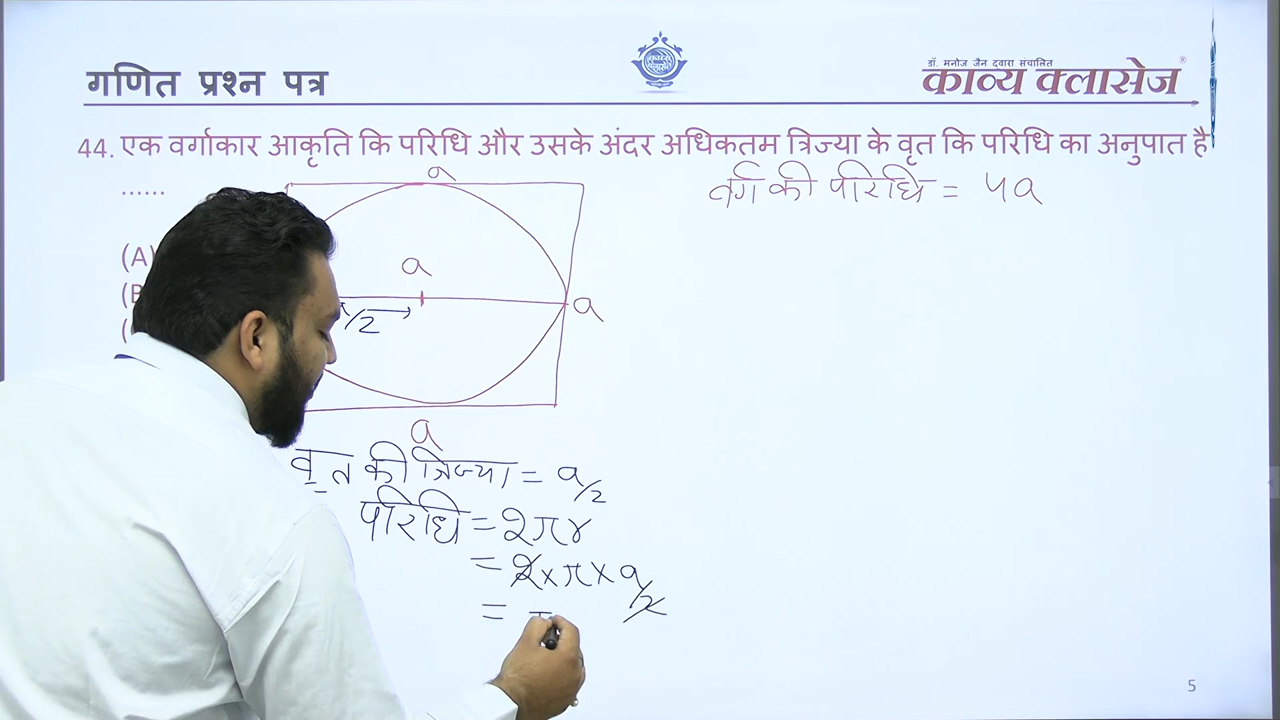 गणित प्रश्न पत्र
डॉ. मनोज जैन द्वारा संचालित
काव्य क्लासेज
44. एक वर्गाकार आकृति कि परिधि और उसके अंदर अधिकतम त्रिज्या के वृत कि परिधि का अनुपात है
......
वर्ग की परिधि = 4a
a
(A)
a
(B
a
/2
(
a
वृत की त्रिज्या = a/2
परिधि = 2πr
= 2×π×a/2
=
5